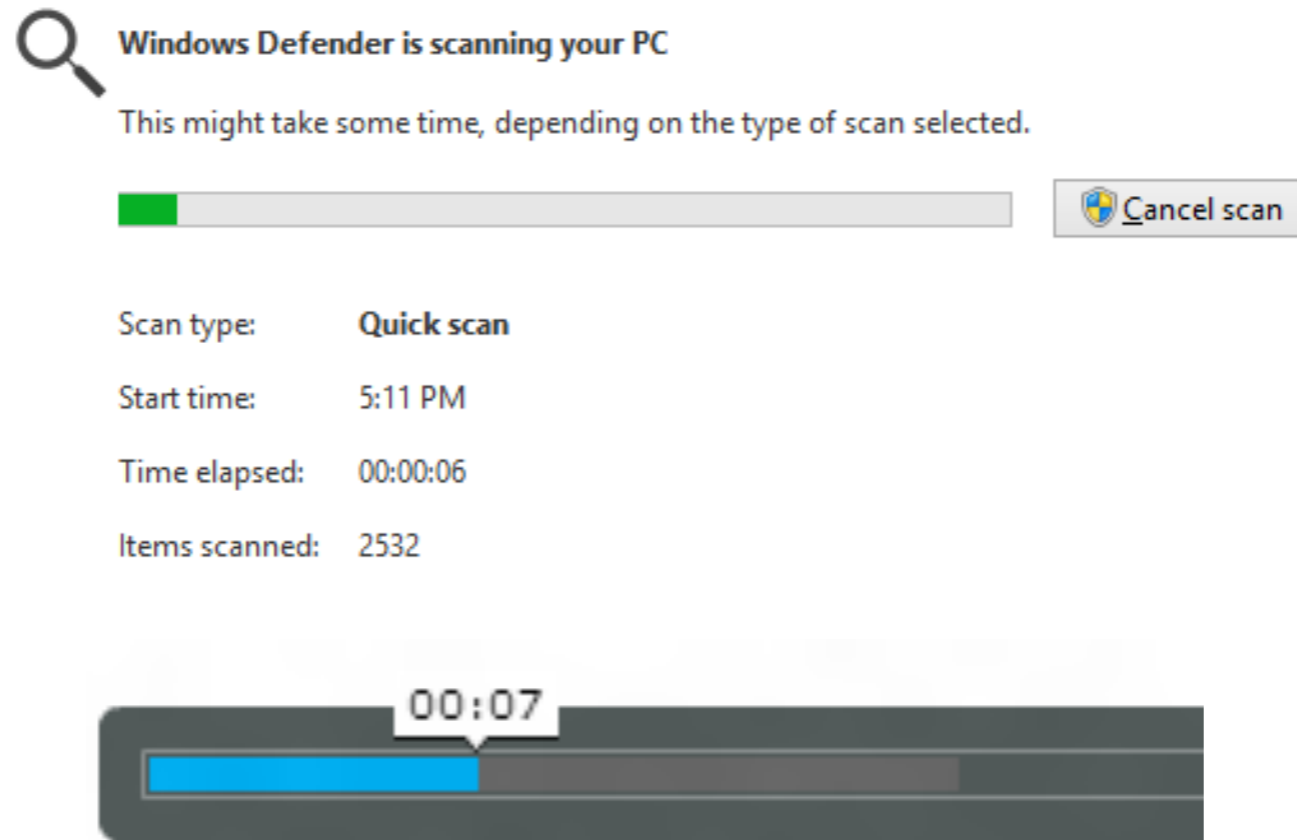 Windows Defender is scanning your PC
This might take some time, depending on the type of scan selected.
Cancel scan
Scan type: Quick scan
Start time: 5:11 PM
Time elapsed: 00:00:06
Items scanned: 2532
00:07